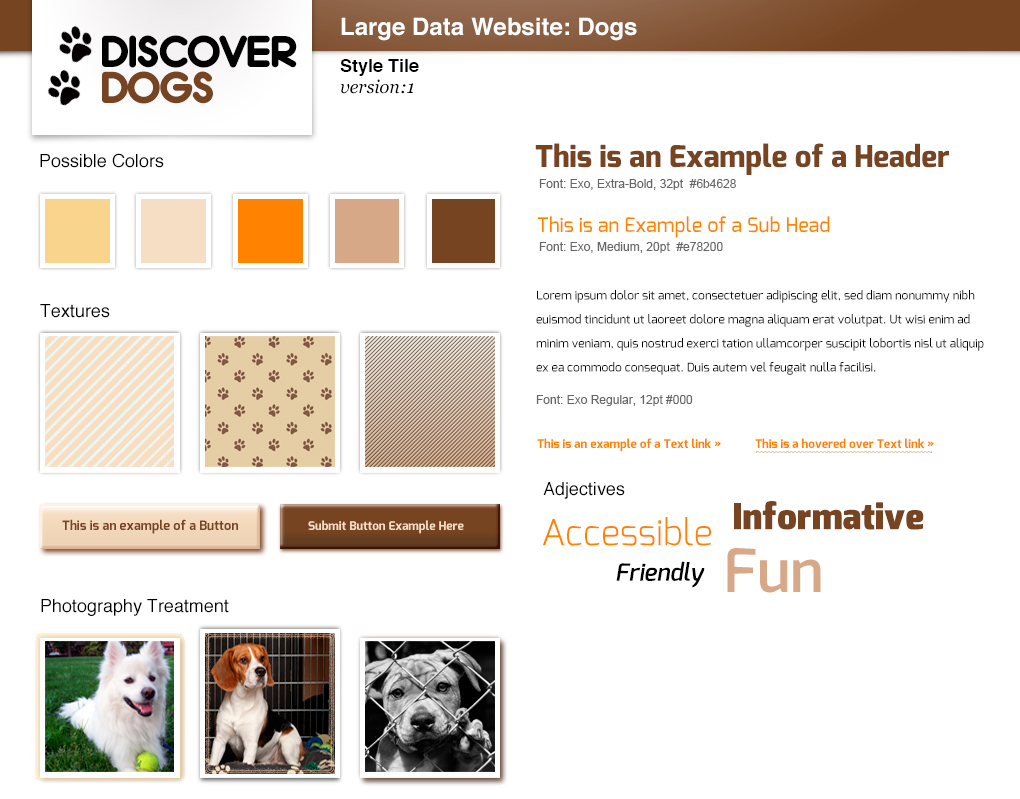 DISCOVER
DOGS
Large Data Website: Dogs
Style Tile
version:1
Possible Colors
Textures
This is an example of a Button
Submit Button Example Here
Photography Treatment
This is an Example of a Header
Font: Exo, Extra-Bold, 32pt #6b4628
This is an Example of a Sub Head
Font: Exo, Medium, 20pt #e78200
Lorem ipsum dolor sit amet, consectetuer adipiscing elit, sed diam nonummy nibh
euismod tincidunt ut laoreet dolore magna aliquam erat volutpat. Ut wisi enim ad
minim veniam, quis nostrud exerci tation ullamcorper suscipit lobortis nisl ut aliquip
ex ea commodo consequat. Duis autem vel feugait nulla facilisi.
Font: Exo Regular, 12pt #000
This is an example of a Text link »
This is a hovered over Text link »
Adjectives
Accessible
Informative
Friendly
Fun